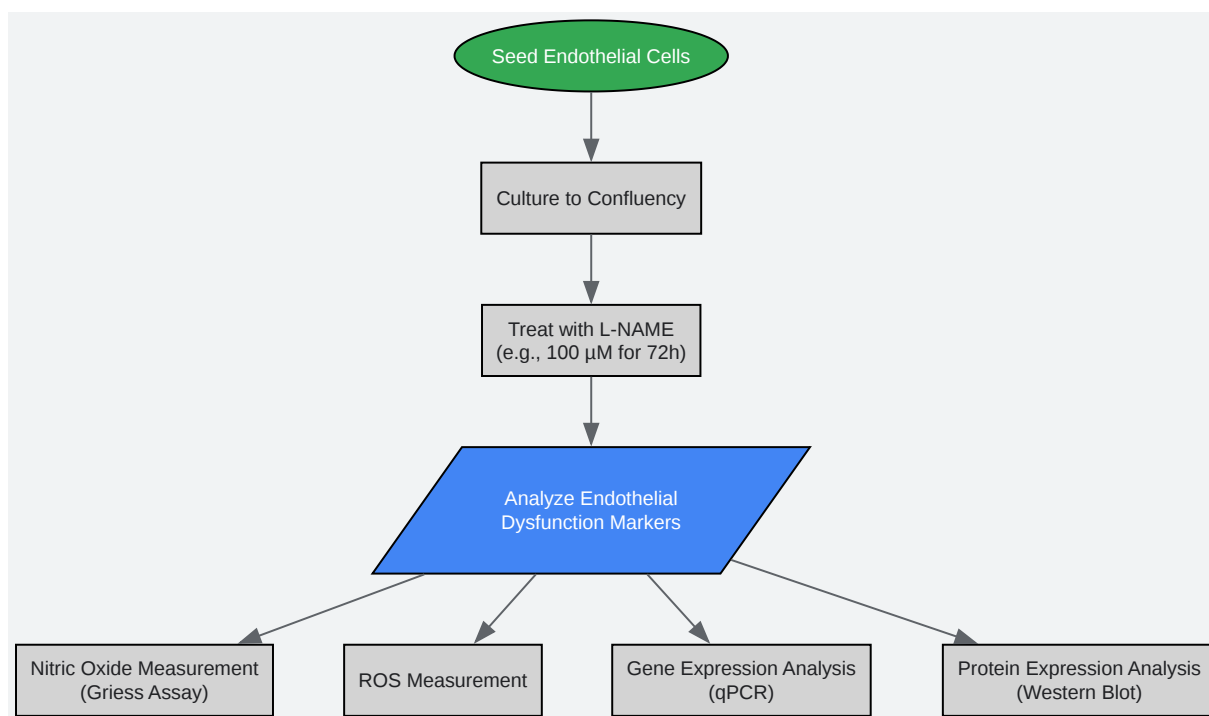 Seed Endothelial Cells
Culture to Confluency
Treat with L-NAME
(e.g., 100 µM for 72h)
Analyze Endothelial
Dysfunction Markers
Nitric Oxide Measurement
(Griess Assay)
ROS Measurement
Gene Expression Analysis
(qPCR)
Protein Expression Analysis
(Western Blot)